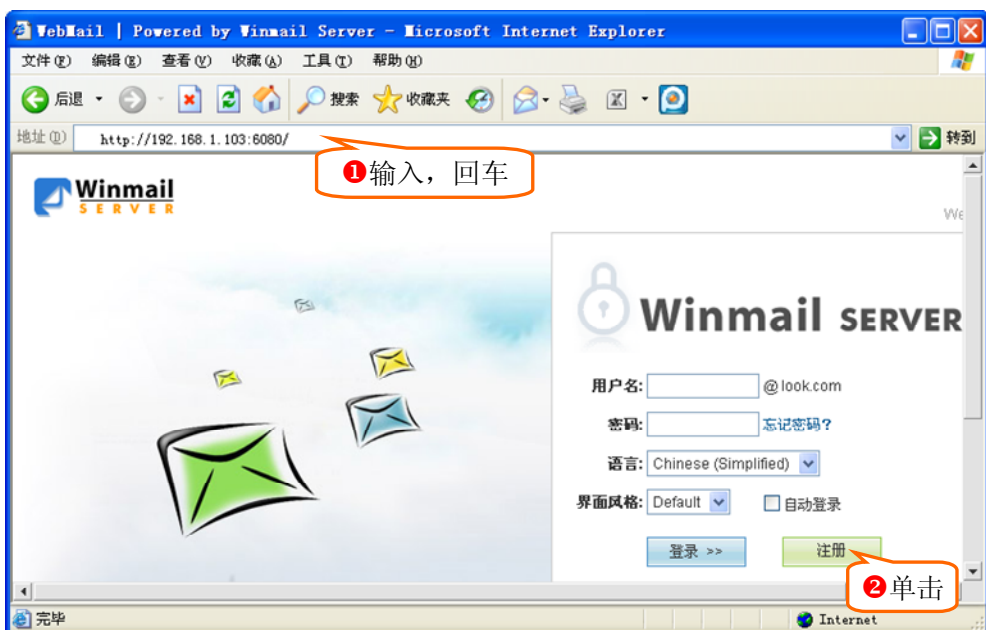 WebMail | Powered by Winmail Server - Microsoft Internet Explorer
文件(F) 编辑(E) 查看(V) 收藏(A) 工具(T) 帮助(H)
后退 搜索 收藏夹
地址(D) http://192.168.1.103:6080/ 转到
❶输入，回车
Winmail
SERVER
We
Winmail SERVER
用户名: @look.com
密码: 忘记密码?
语言: Chinese (Simplified)
界面风格: Default 自动登录
登录 >> 注册
❷单击
完毕 Internet